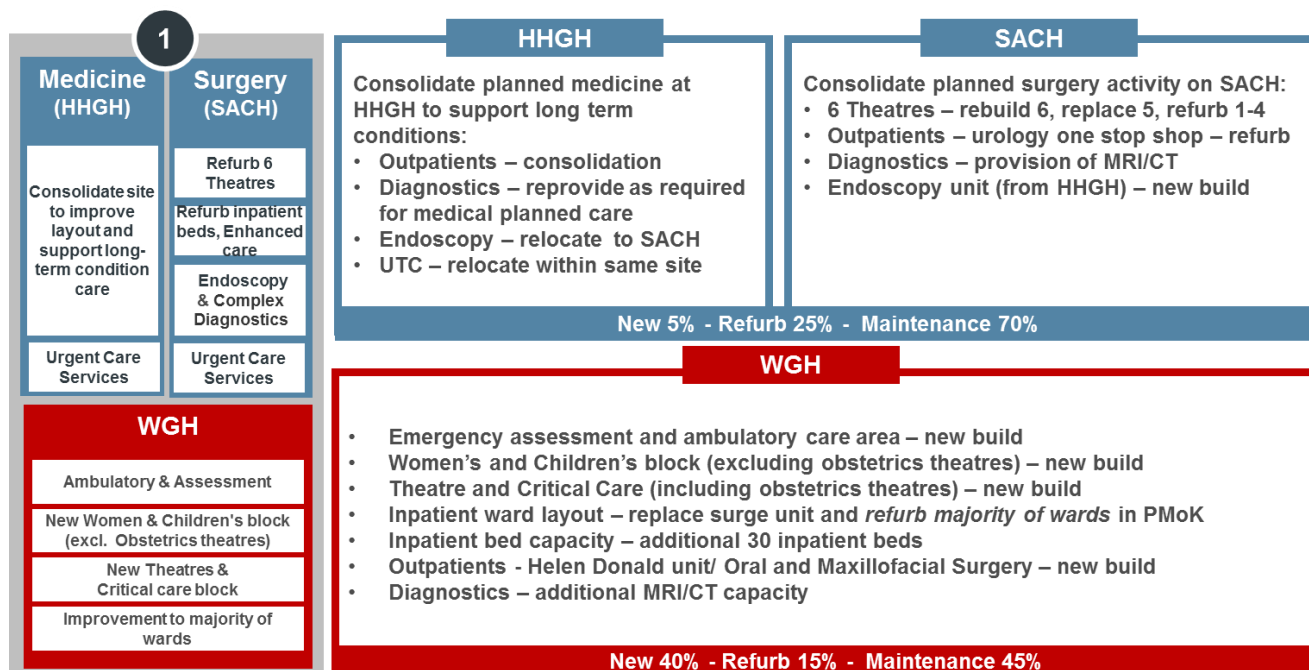 1
Medicine
(HHGH)
Surgery
(SACH)
Consolidate site
to improve
layout and
support long-
term condition
care
Urgent Care
Services
Refurb 6
Theatres
Refurb inpatient
beds, Enhanced
care
Endoscopy
& Complex
Diagnostics
Urgent Care
Services
WGH
Ambulatory & Assessment
New Women & Children's block
(excl. Obstetrics theatres)
New Theatres &
Critical care block
Improvement to majority of
wards
HHGH
Consolidate planned medicine at
HHGH to support long term
conditions:
• Outpatients – consolidation
• Diagnostics – reprovide as required
for medical planned care
• Endoscopy – relocate to SACH
• UTC – relocate within same site
SACH
Consolidate planned surgery activity on SACH:
• 6 Theatres – rebuild 6, replace 5, refurb 1-4
• Outpatients – urology one stop shop – refurb
• Diagnostics – provision of MRI/CT
• Endoscopy unit (from HHGH) – new build
New 5% - Refurb 25% - Maintenance 70%
WGH
• Emergency assessment and ambulatory care area – new build
• Women's and Children's block (excluding obstetrics theatres) – new build
• Theatre and Critical Care (including obstetrics theatres) – new build
• Inpatient ward layout – replace surge unit and refurb majority of wards in PMoK
• Inpatient bed capacity – additional 30 inpatient beds
• Outpatients - Helen Donald unit/ Oral and Maxillofacial Surgery – new build
• Diagnostics – additional MRI/CT capacity
New 40% - Refurb 15% - Maintenance 45%